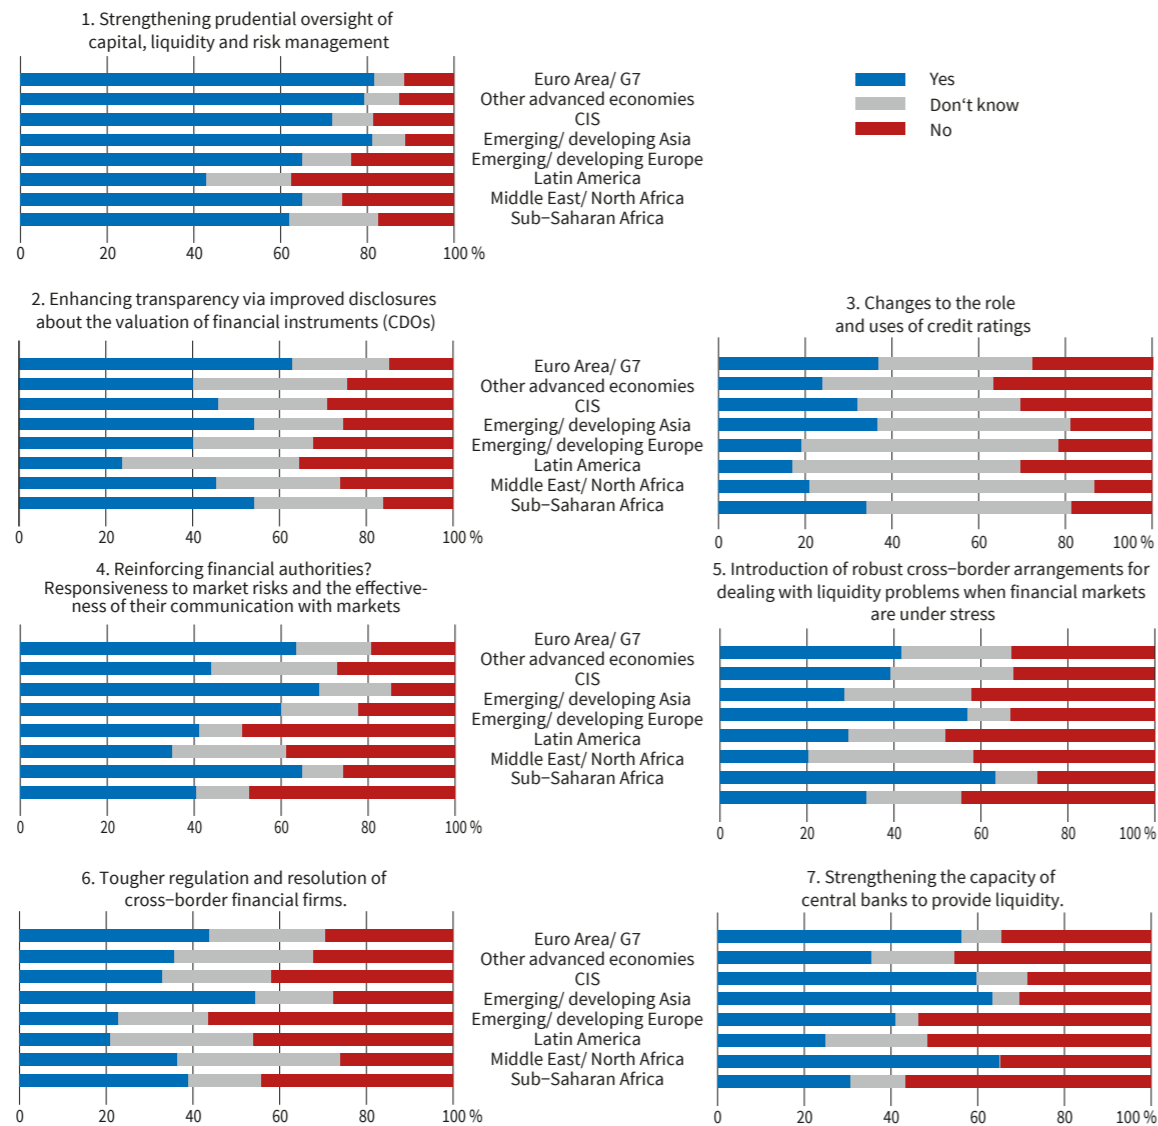 1. Strengthening prudential oversight of
capital, liquidity and risk management
Euro Area/ G7
Other advanced economies
CIS
Emerging/ developing Asia
Emerging/ developing Europe
Latin America
Middle East/ North Africa
Sub−Saharan Africa
0 20 40 60 80 100 %
Yes
Don‘t know
No
2. Enhancing transparency via improved disclosures
about the valuation of financial instruments (CDOs)
Euro Area/ G7
Other advanced economies
CIS
Emerging/ developing Asia
Emerging/ developing Europe
Latin America
Middle East/ North Africa
Sub−Saharan Africa
0 20 40 60 80 100 %
3. Changes to the role
and uses of credit ratings
0 20 40 60 80 100 %
4. Reinforcing financial authorities?
Responsiveness to market risks and the effective-
ness of their communication with markets
Euro Area/ G7
Other advanced economies
CIS
Emerging/ developing Asia
Emerging/ developing Europe
Latin America
Middle East/ North Africa
Sub−Saharan Africa
0 20 40 60 80 100 %
5. Introduction of robust cross−border arrangements for
dealing with liquidity problems when financial markets
are under stress
0 20 40 60 80 100 %
6. Tougher regulation and resolution of
cross−border financial firms.
Euro Area/ G7
Other advanced economies
CIS
Emerging/ developing Asia
Emerging/ developing Europe
Latin America
Middle East/ North Africa
Sub−Saharan Africa
0 20 40 60 80 100 %
7. Strengthening the capacity of
central banks to provide liquidity.
0 20 40 60 80 100 %